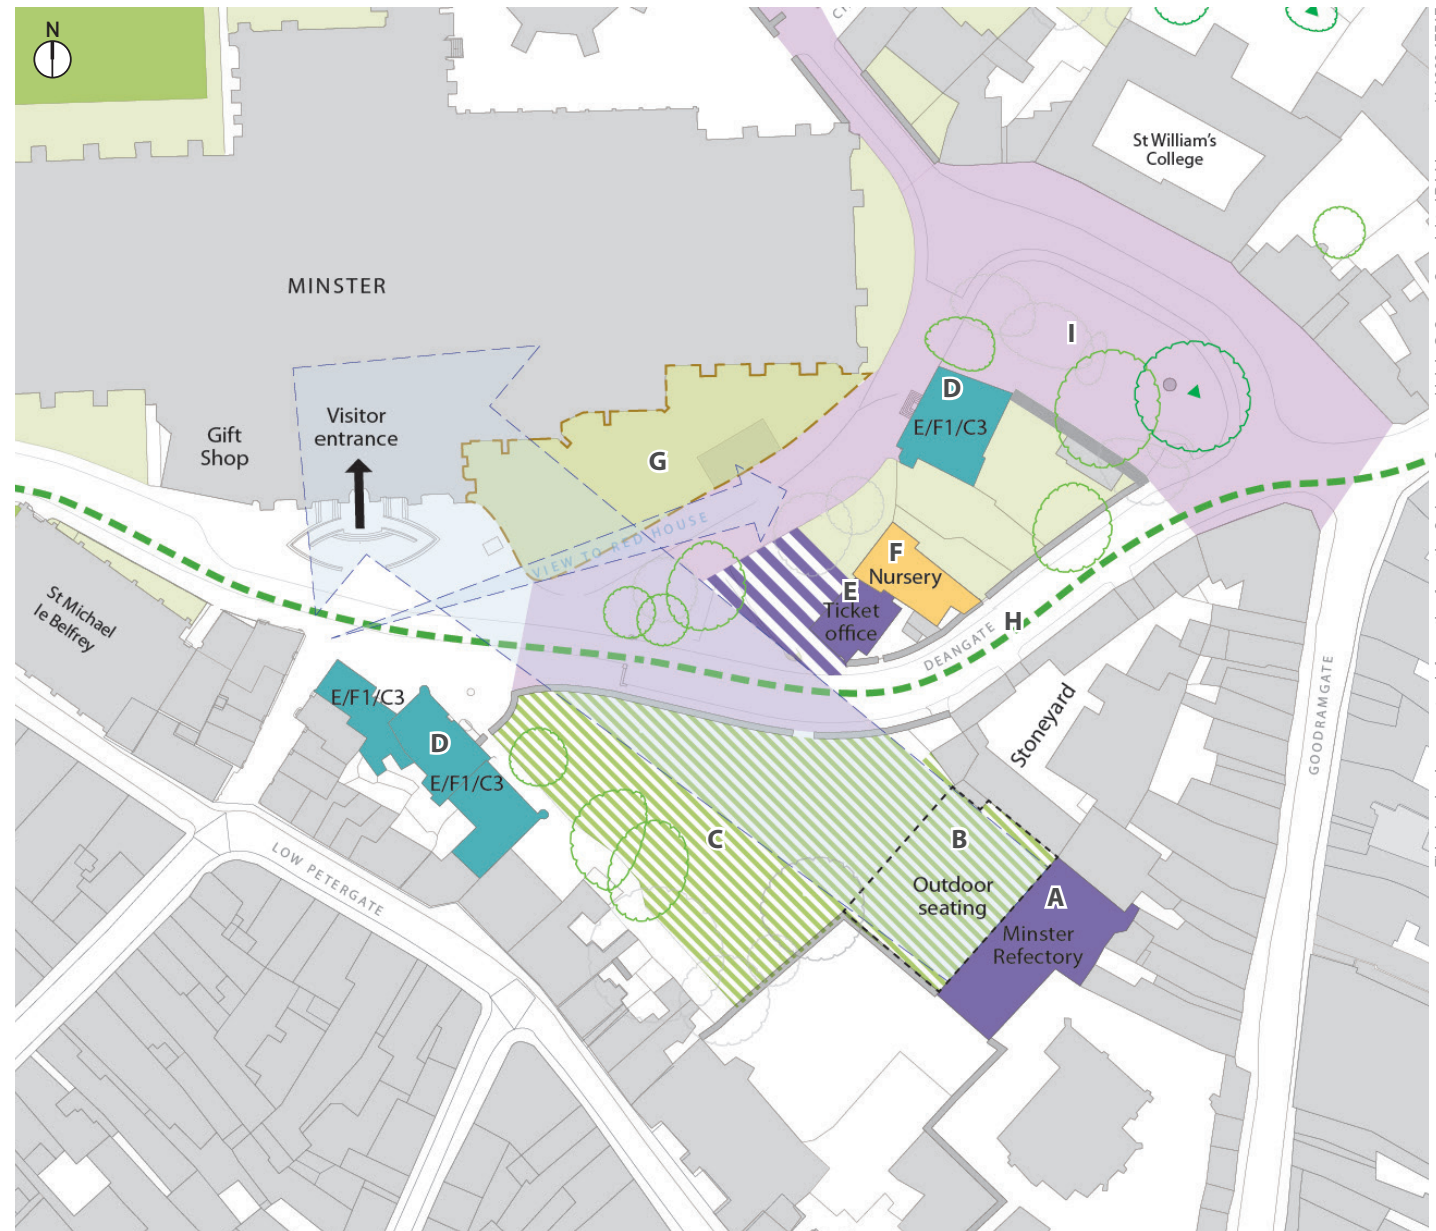 N
St William's
College
MINSTER
I
Visitor
entrance
D
E/F1/C3
Gift
Shop
G
VIEW TO RED HOUSE
F
Nursery
E
Ticket
office
St Michael
le Belfrey
H
DEANGATE
E/F1/C3
D
E/F1/C3
Stoneyard
GOODRAMGATE
C
B
Outdoor
seating
A
Minster
Refectory
LOW PETERGATE